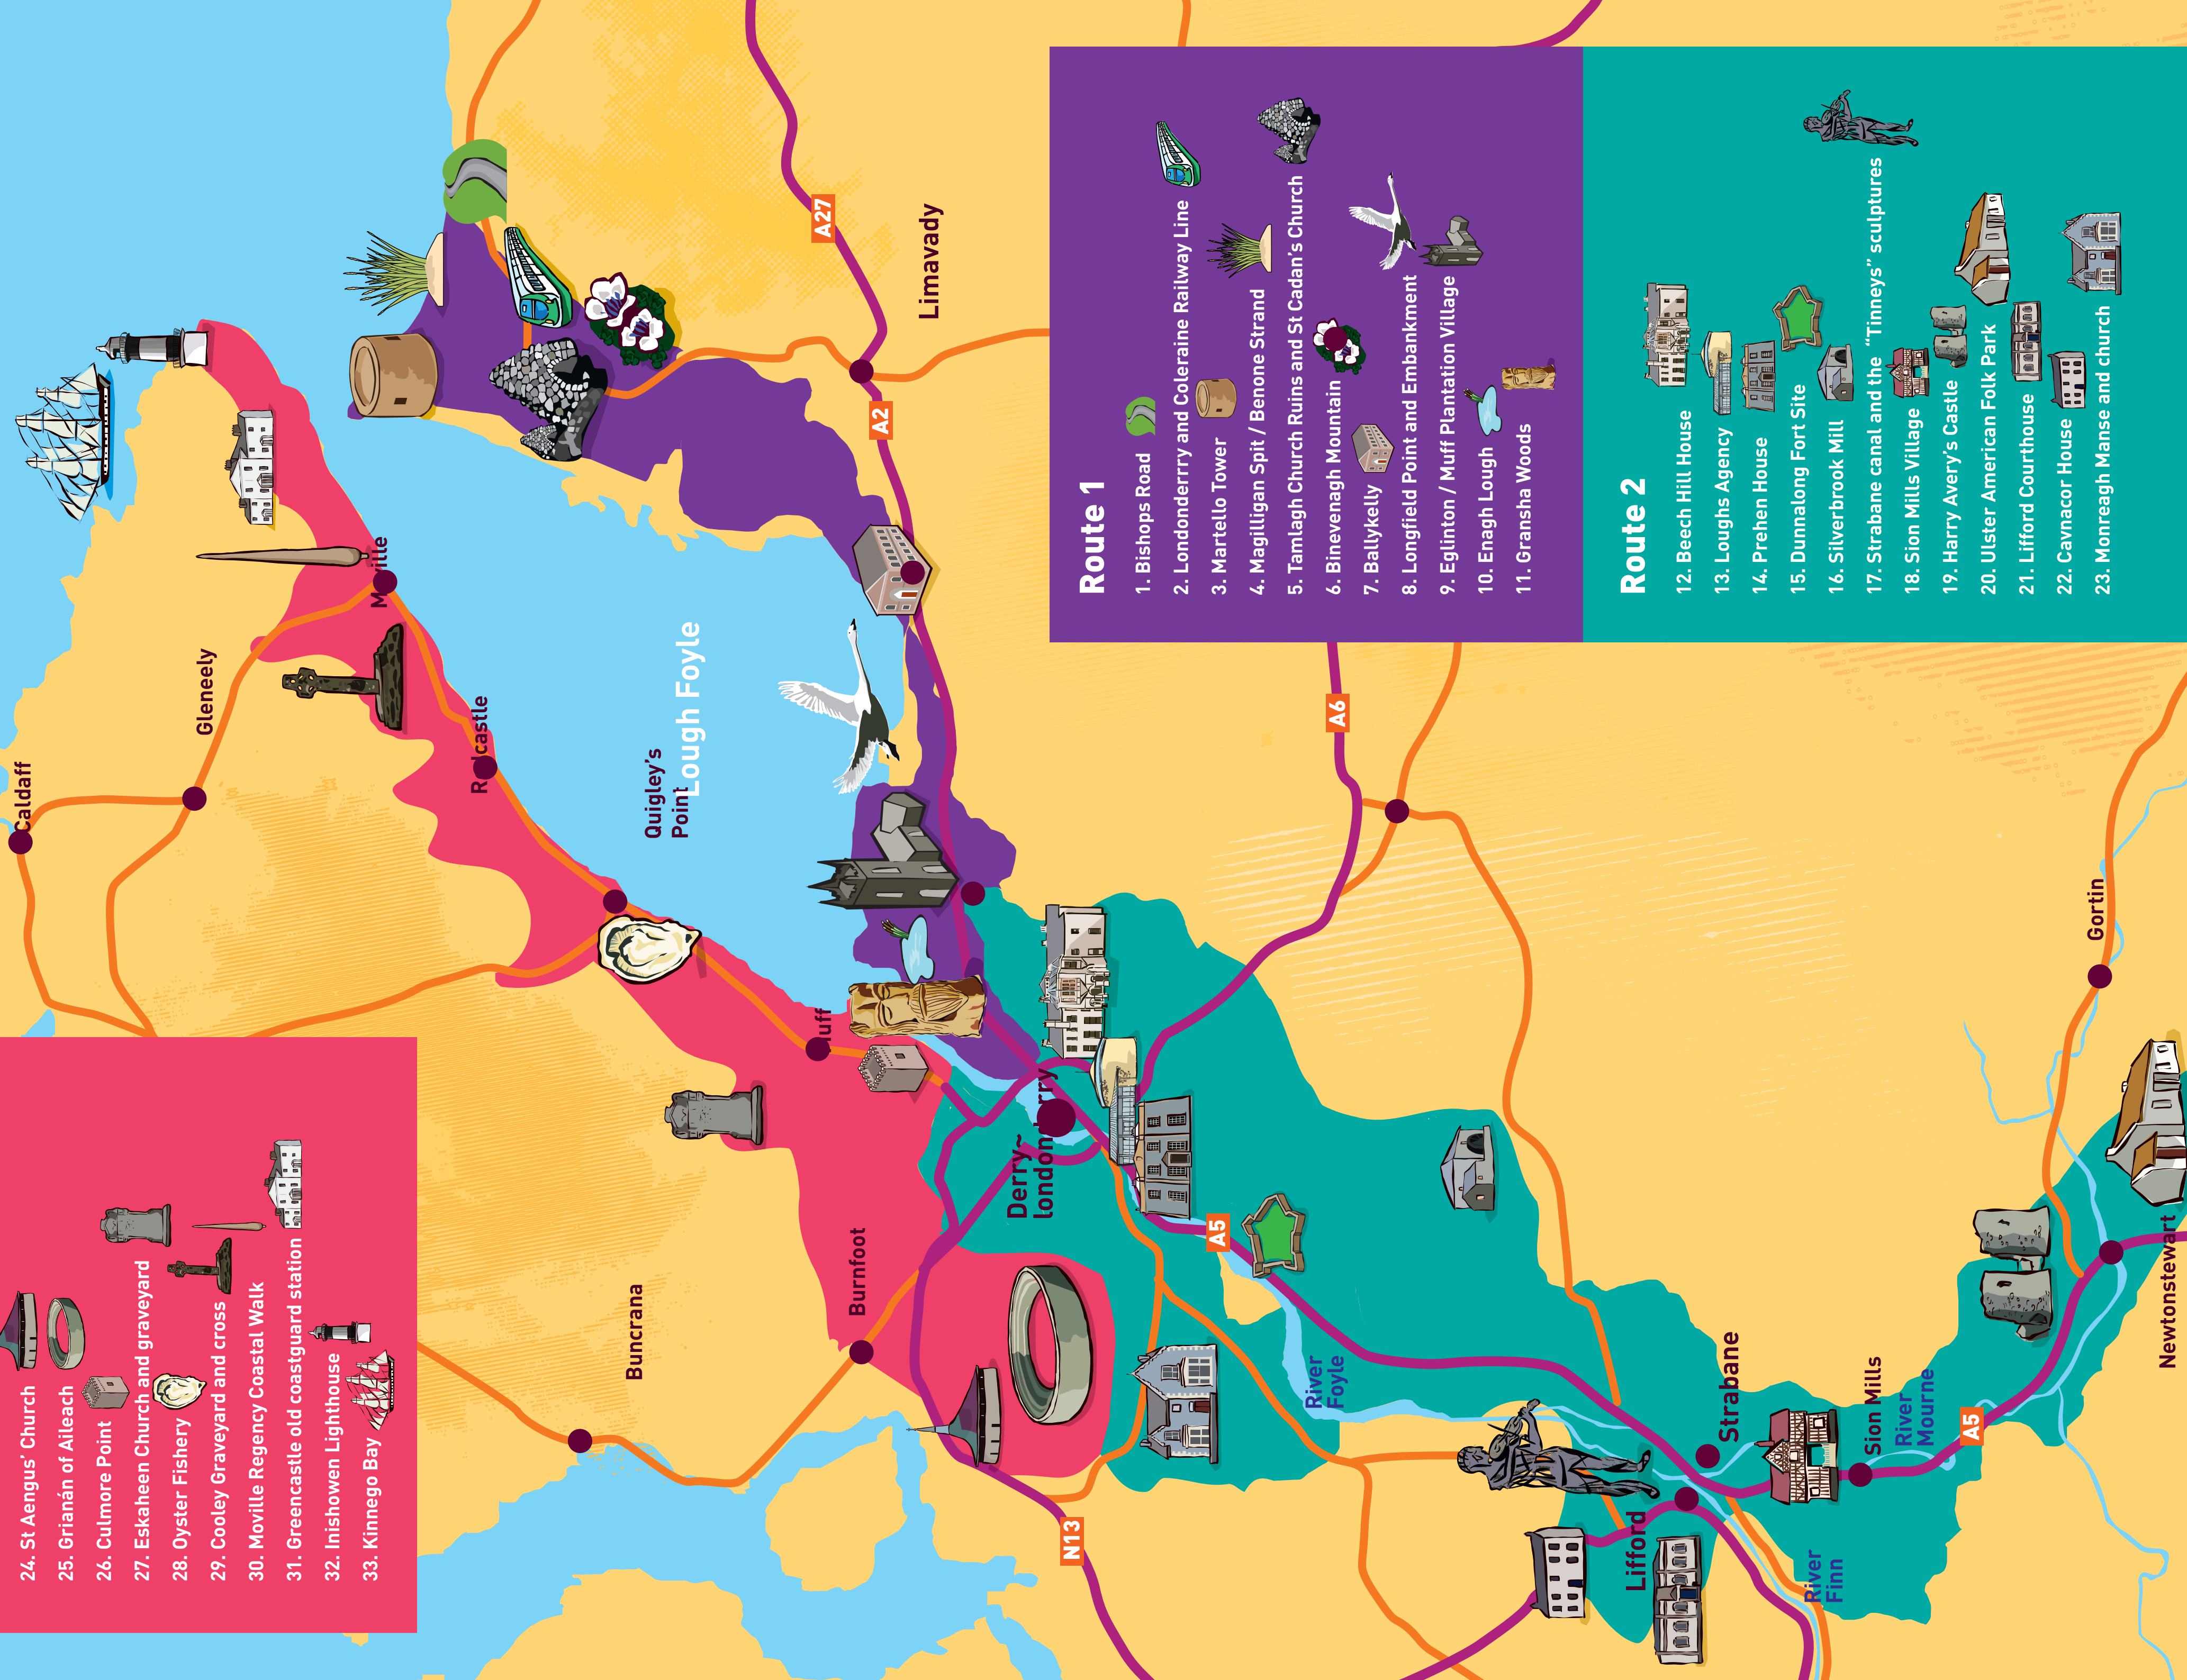 24. St Aengus' Church
25. Grianán of Aileach
26. Culmore Point
27. Eskaheen Church and graveyard
28. Oyster Fishery
29. Cooley Graveyard and cross
30. Moville Regency Coastal Walk
31. Greencastle old coastguard station
32. Inishowen Lighthouse
33. Kinnego Bay
Caldaff
Gleneely
Moville
Redcastle
Quigley's
Point
Lough Foyle
Muff
Buncrana
Burnfoot
Derry~
londonderry
Limavady
A27
A2
A6
A5
N13
River
Foyle
Strabane
Lifford
Sion Mills
River
Mourne
A5
River
Finn
Gortin
Newtonstewart
Route 1
1. Bishops Road
2. Londonderrry and Coleraine Railway Line
3. Martello Tower
4. Magilligan Spit / Benone Strand
5. Tamlagh Church Ruins and St Cadan's Church
6. Binevenagh Mountain
7. Ballykelly
8. Longfield Point and Embankment
9. Eglinton / Muff Plantation Village
10. Enagh Lough
11. Gransha Woods
Route 2
12. Beech Hill House
13. Loughs Agency
14. Prehen House
15. Dunnalong Fort Site
16. Silverbrook Mill
17. Strabane canal and the "Tinneys" sculptures
18. Sion Mills Village
19. Harry Avery's Castle
20. Ulster American Folk Park
21. Lifford Courthouse
22. Cavnacor House
23. Monreagh Manse and church